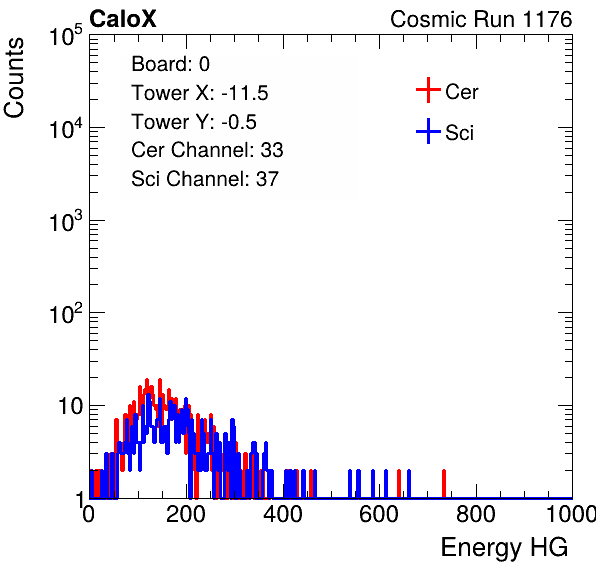 CaloX Cosmic Run 1176
Counts
10^5
10^4
10^3
10^2
10
1
Board: 0
Tower X: -11.5
Tower Y: -0.5
Cer Channel: 33
Sci Channel: 37
Cer
Sci
0 200 400 600 800 1000
Energy HG